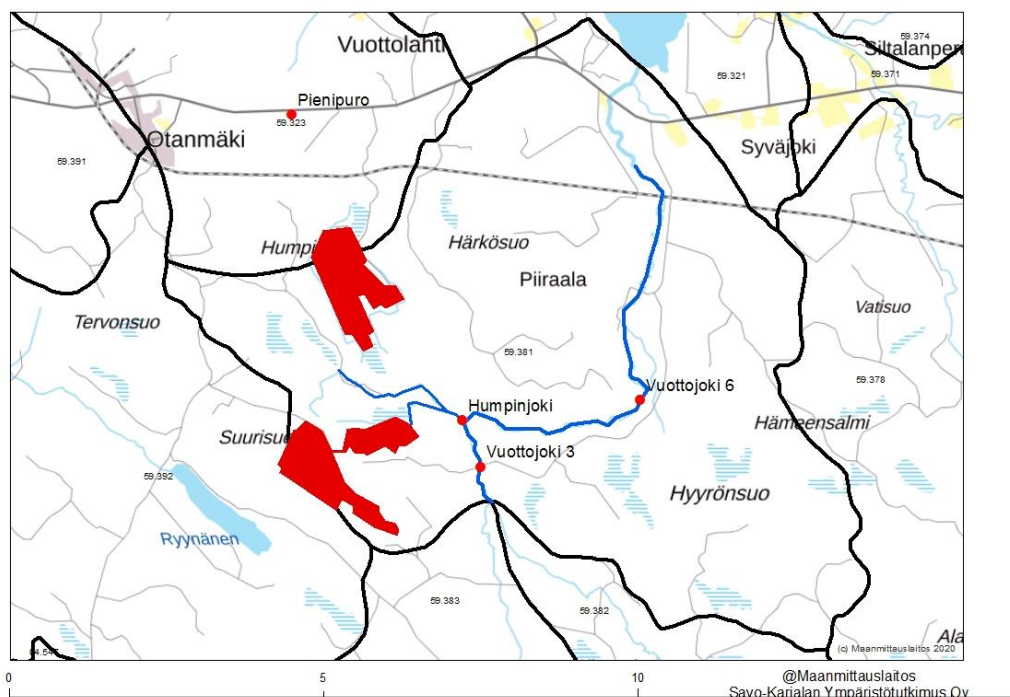 59.374
Vuottolahti
Siltalanperi
59.371
59.321
Pienipuro
59.323
Otanmäki
Syväjoki
59.391
Humpi
Härkösuo
Piiraala
Vatisuo
Tervonsuo
59.381
59.378
Vuottojoki 6
Humpinjoki
Hämeensalmi
Suurisuo
Vuottojoki 3
59.392
Hyyrönsuo
Ryynänen
59.383
59.382
Ala
(c) Maanmittauslaitos 2020
0 5 10
@Maanmittauslaitos
Savo-Karjalan Ympäristötutkimus Oy